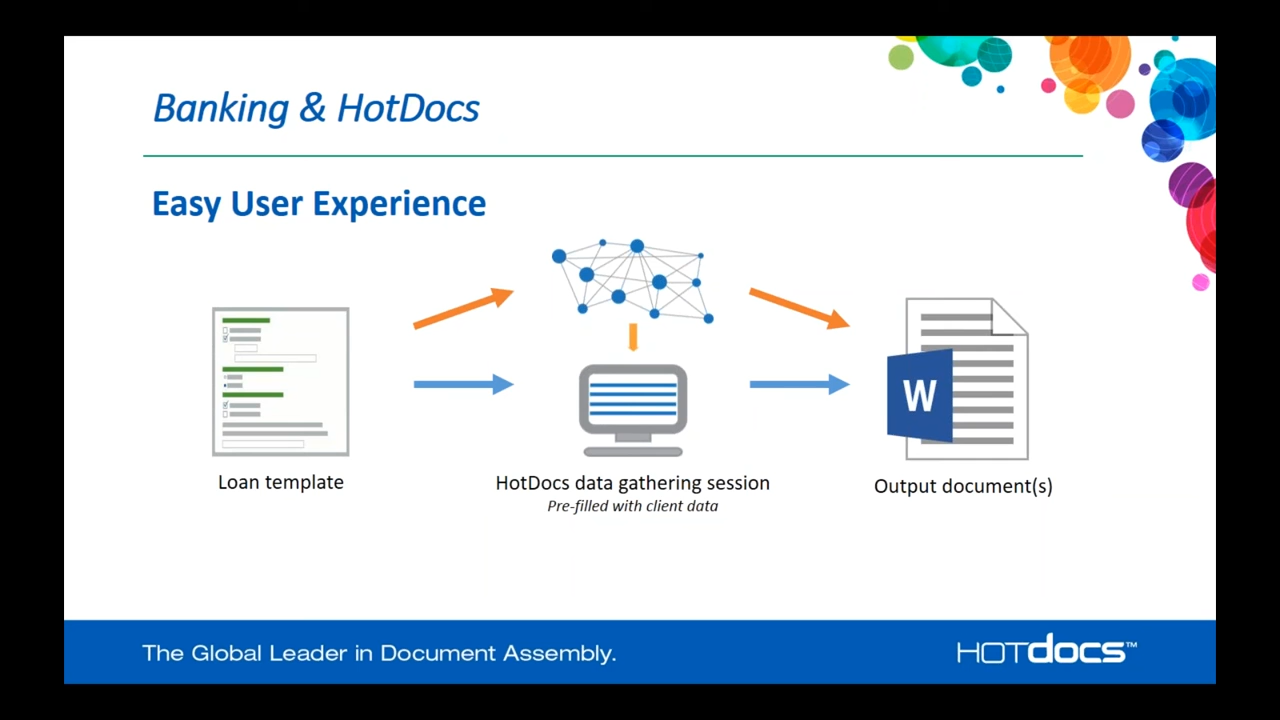 Banking & HotDocs
Easy User Experience
W
Loan template
HotDocs data gathering session
Pre-filled with client data
Output document(s)
The Global Leader in Document Assembly.
HOTdocs™